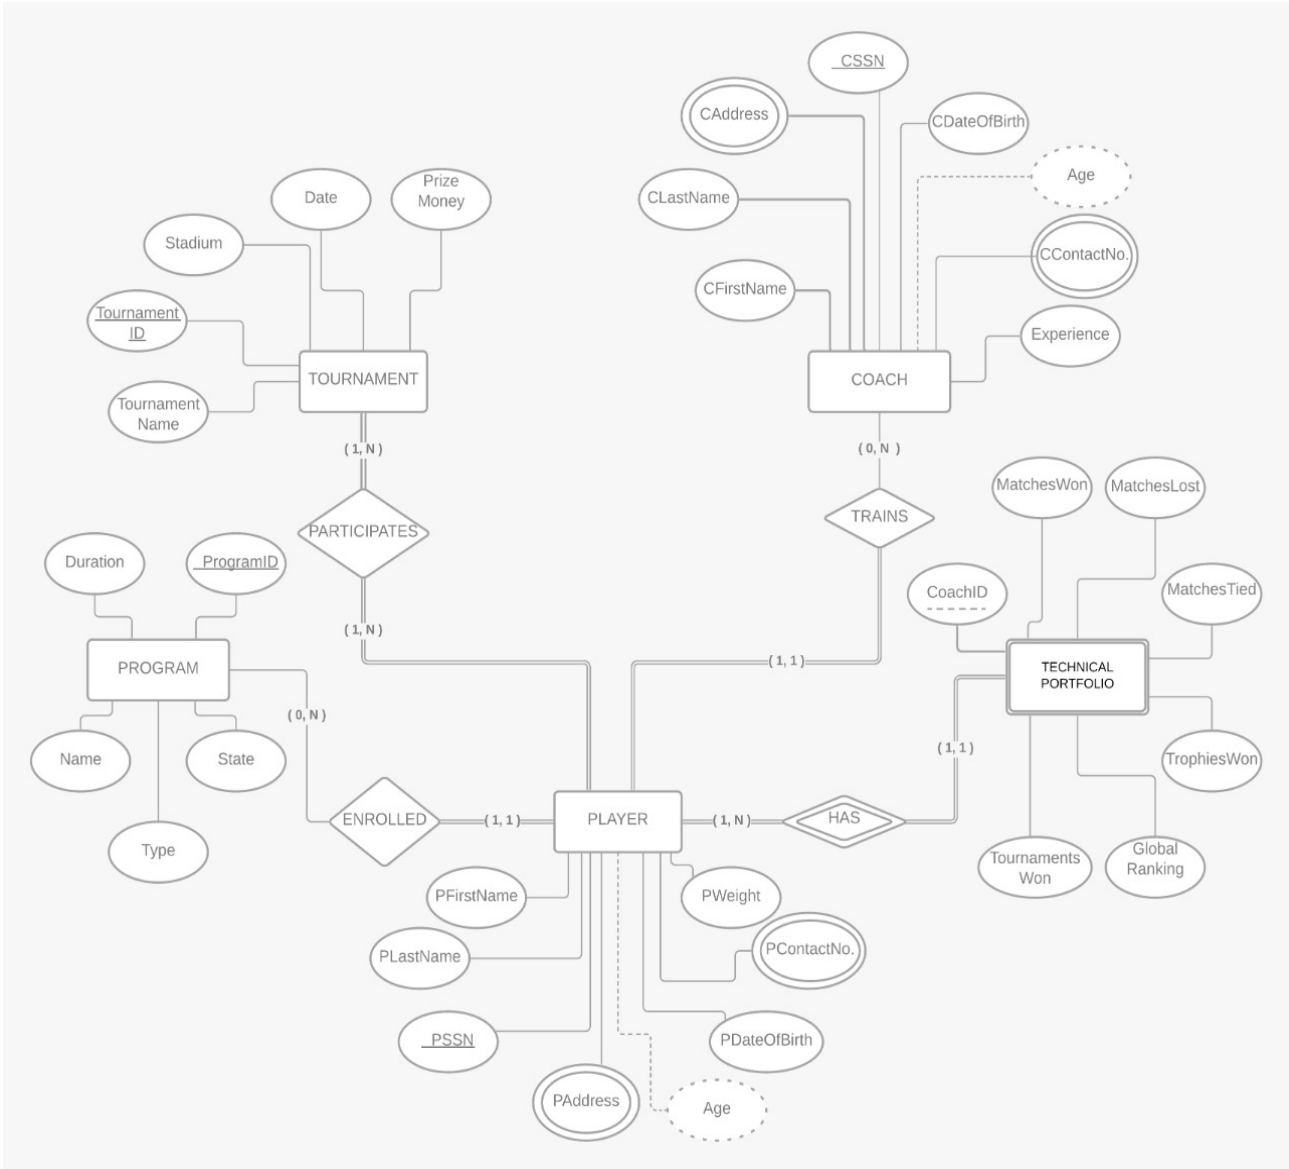 CSSN
CAddress
CDateOfBirth
Age
Prize
Money
Date
CLastName
Stadium
CContactNo.
CFirstName
Tournament
ID
Experience
TOURNAMENT
COACH
Tournament
Name
( 1, N )
( 0, N )
MatchesWon
MatchesLost
TRAINS
PARTICIPATES
Duration
ProgramID
CoachID
MatchesTied
( 1, N )
( 1, 1 )
PROGRAM
TECHNICAL
PORTFOLIO
( 0, N )
( 1, 1 )
Name
State
TrophiesWon
ENROLLED
( 1, 1 )
PLAYER
( 1, N )
HAS
Type
Tournaments
Won
Global
Ranking
PFirstName
PWeight
PLastName
PContactNo.
PSSN
PDateOfBirth
PAddress
Age